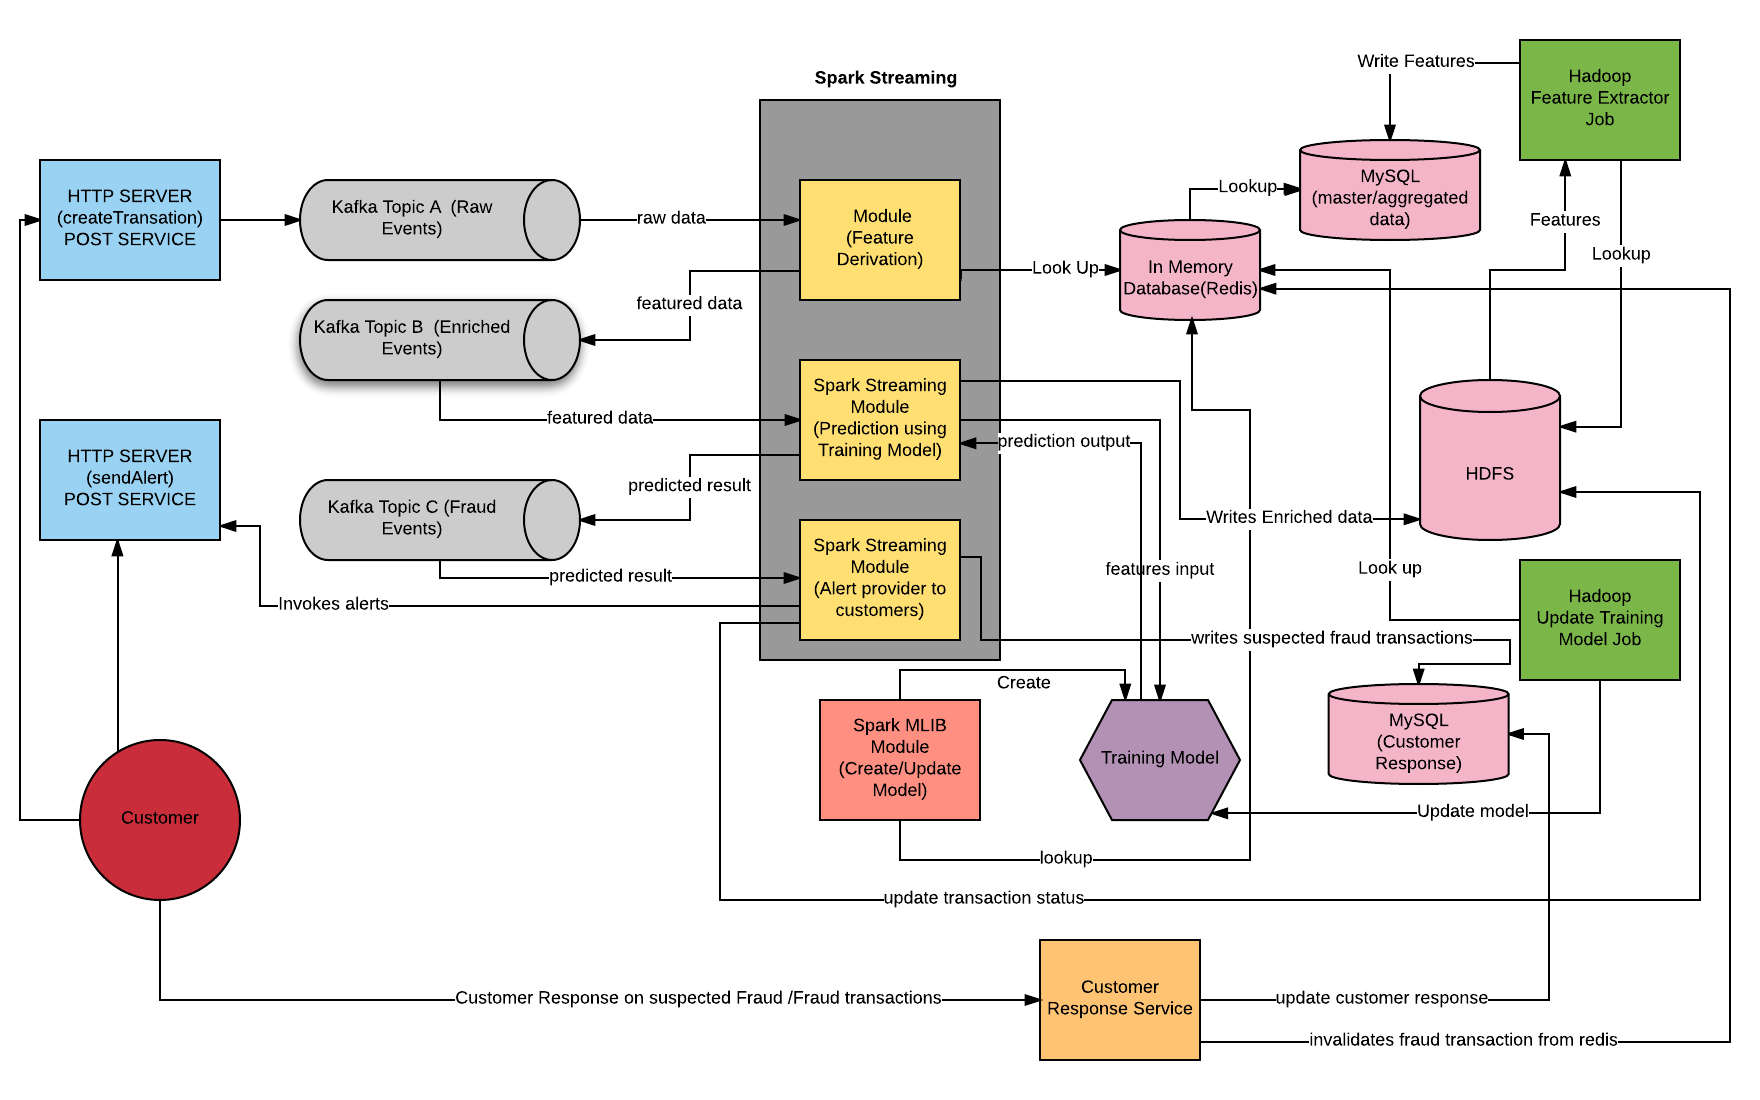 Spark Streaming
Write Features
Hadoop
Feature Extractor
Job
HTTP SERVER
(createTransation)
POST SERVICE
Kafka Topic A  (Raw
Events)
raw data
Module
(Feature
Derivation)
Lookup
MySQL
(master/aggregated
data)
Features
Lookup
Look Up
In Memory
Database(Redis)
featured data
Kafka Topic B  (Enriched
Events)
featured data
Spark Streaming
Module
(Prediction using
Training Model)
prediction output
HTTP SERVER
(sendAlert)
POST SERVICE
predicted result
HDFS
Kafka Topic C (Fraud
Events)
Writes Enriched data
predicted result
Spark Streaming
Module
(Alert provider to
customers)
features input
Look up
Invokes alerts
Hadoop
Update Training
Model Job
writes suspected fraud transactions
Create
Spark MLIB
Module
(Create/Update
Model)
Training Model
MySQL
(Customer
Response)
Customer
Update model
lookup
update transaction status
Customer Response on suspected Fraud /Fraud transactions
Customer
Response Service
update customer response
invalidates fraud transaction from redis